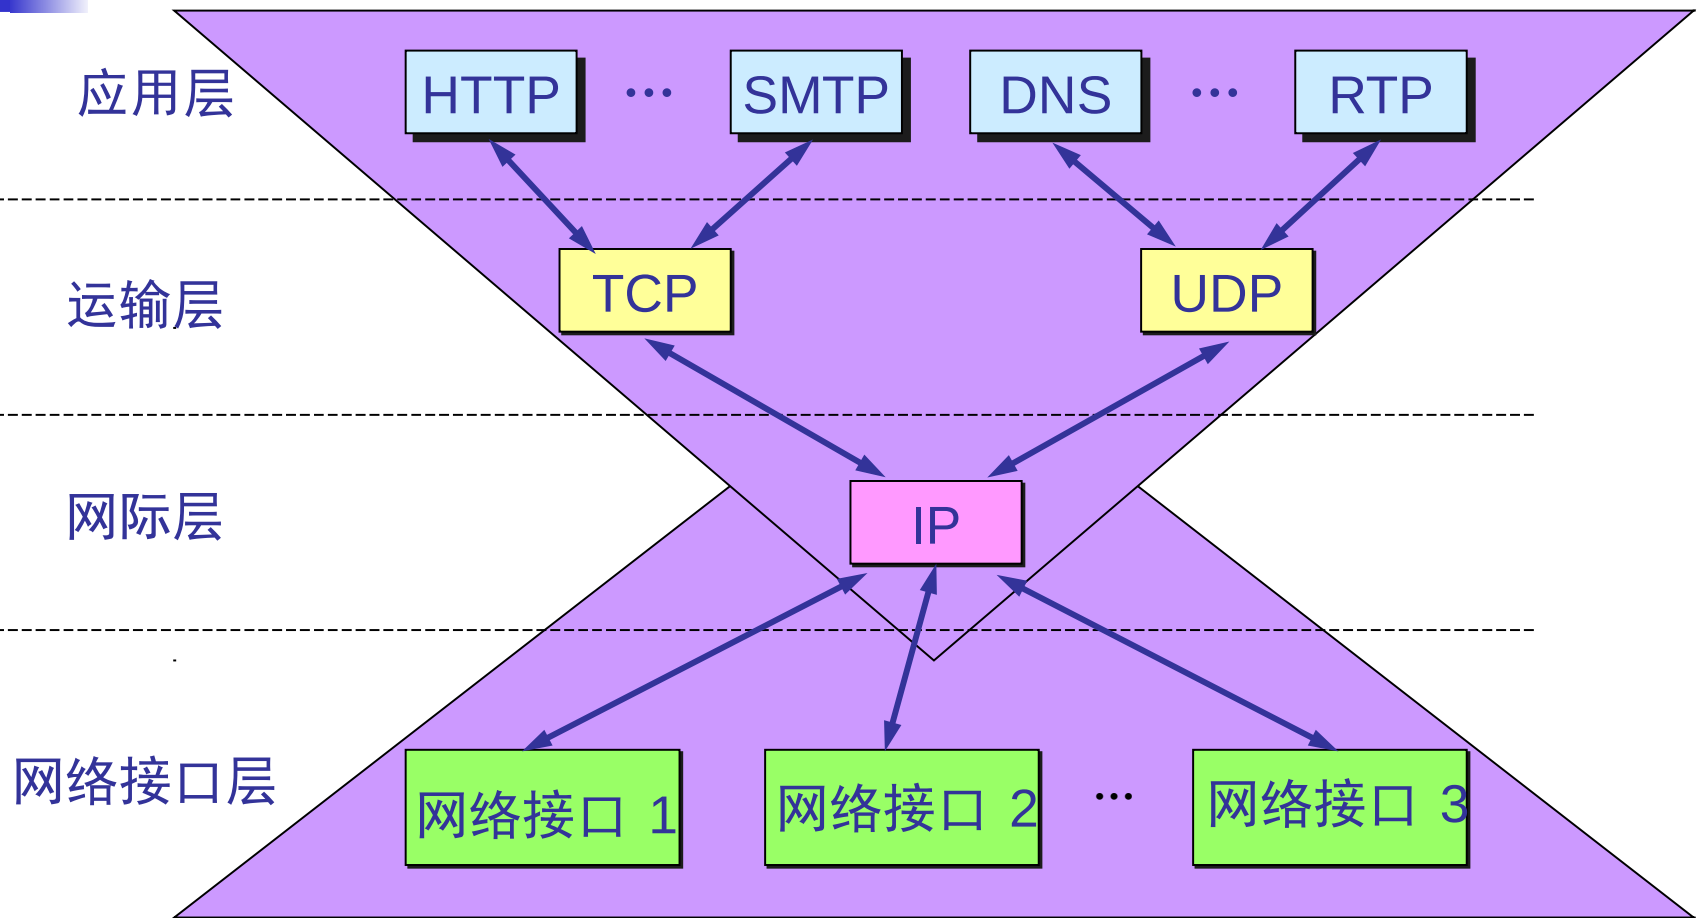 应用层
HTTP … SMTP DNS … RTP
运输层
TCP UDP
网际层
IP
网络接口层
网络接口 1 网络接口 2 … 网络接口 3